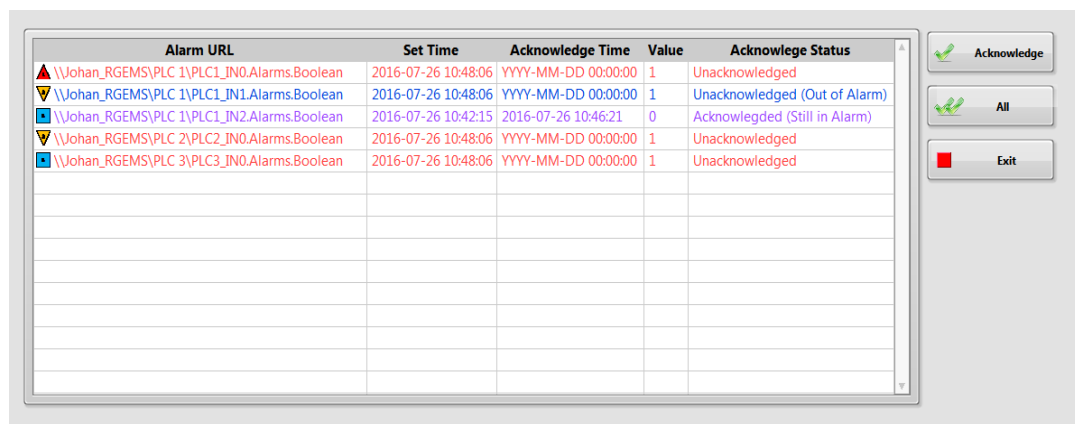 Alarm URL Set Time Acknowledge Time Value Acknowlege Status
\\Johan_RGEMS\PLC 1\PLC1_IN0.Alarms.Boolean 2016-07-26 10:48:06 YYYY-MM-DD 00:00:00 1 Unacknowledged
\\Johan_RGEMS\PLC 1\PLC1_IN1.Alarms.Boolean 2016-07-26 10:48:06 YYYY-MM-DD 00:00:00 1 Unacknowledged (Out of Alarm)
\\Johan_RGEMS\PLC 1\PLC1_IN2.Alarms.Boolean 2016-07-26 10:42:15 2016-07-26 10:46:21 0 Acknowlegded (Still in Alarm)
\\Johan_RGEMS\PLC 2\PLC2_IN0.Alarms.Boolean 2016-07-26 10:48:06 YYYY-MM-DD 00:00:00 1 Unacknowledged
\\Johan_RGEMS\PLC 3\PLC3_IN0.Alarms.Boolean 2016-07-26 10:48:06 YYYY-MM-DD 00:00:00 1 Unacknowledged
Acknowledge
All
Exit